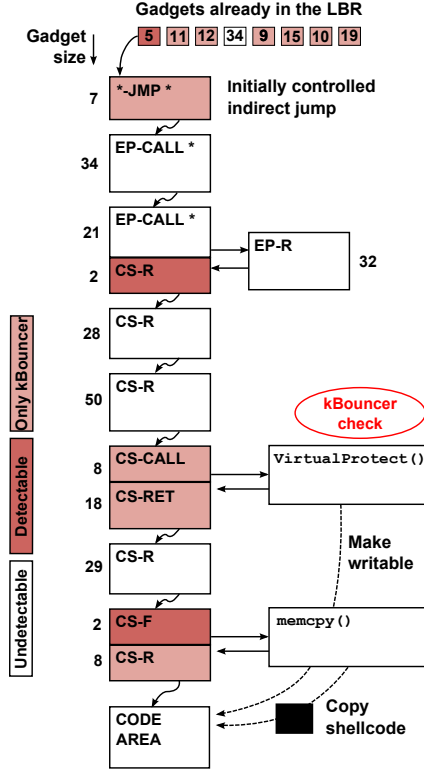 Gadgets already in the LBR
Gadget
size
5 11 12 34 9 15 10 19
7
*-JMP *
Initially controlled
indirect jump
34
EP-CALL *
21
EP-CALL *
EP-R
32
2
CS-R
28
CS-R
50
CS-R
kBouncer
check
8
CS-CALL
VirtualProtect()
18
CS-RET
29
CS-R
Make
writable
2
CS-F
memcpy()
8
CS-R
CODE
AREA
Copy
shellcode
Only kBouncer
Detectable
Undetectable